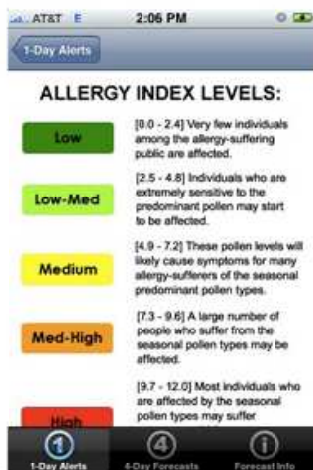 AT&T E 2:06 PM
1-Day Alerts
ALLERGY INDEX LEVELS:
Low
[0.0 - 2.4] Very few individuals
among the allergy-suffering
public are affected.
Low-Med
[2.5 - 4.8] Individuals who are
extremely sensitive to the
predominant pollen may start
to be affected.
Medium
[4.9 - 7.2] These pollen levels will
likely cause symptoms for many
allergy-sufferers of the seasonal
predominant pollen types.
Med-High
[7.3 - 9.6] A large number of
people who suffer from the
seasonal pollen types may be
affected.
High
[9.7 - 12.0] Most individuals who
are affected by the seasonal
pollen types may suffer
1 4 i
1-Day Alerts 4-Day Forecasts Forecast Info